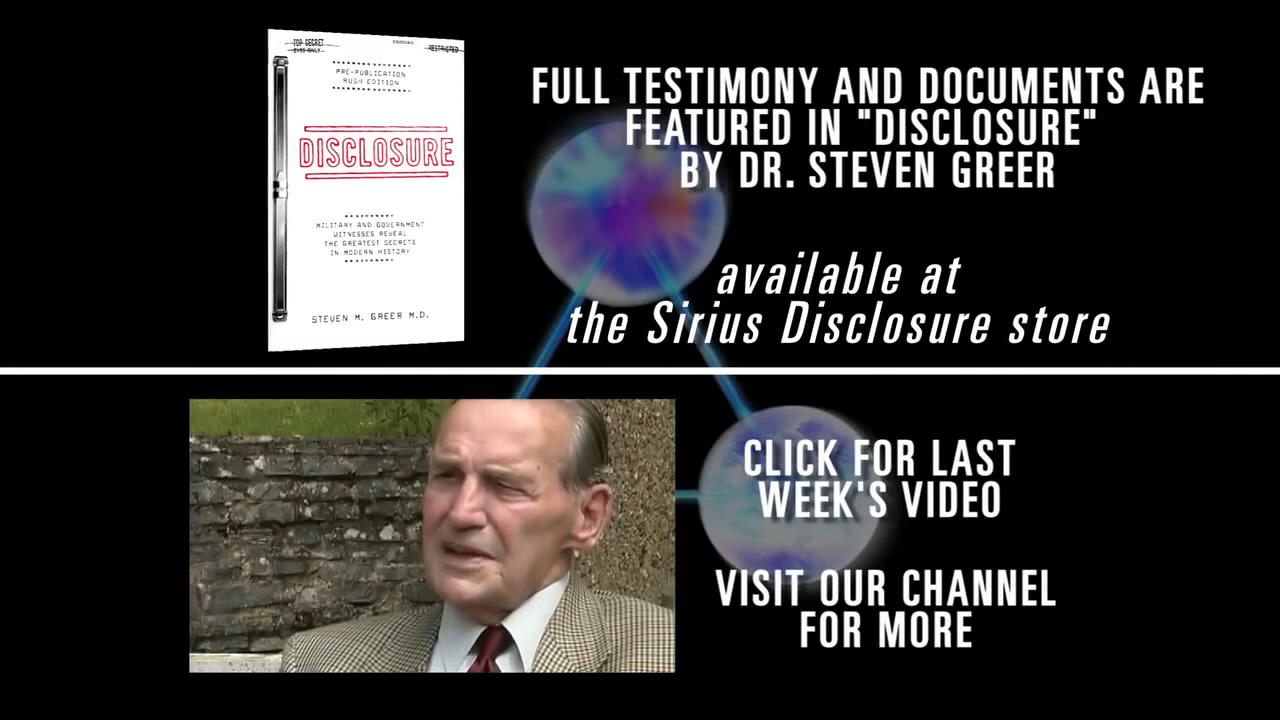 TOP SECRET
EYES ONLY
RESTRICTED
PRE-PUBLICATION
RUSH EDITION
DISCLOSURE
MILITARY AND GOVERNMENT
WITNESSES REVEAL
THE GREATEST SECRETS
IN MODERN HISTORY
STEVEN M. GREER M.D.
FULL TESTIMONY AND DOCUMENTS ARE
FEATURED IN "DISCLOSURE"
BY DR. STEVEN GREER
available at
the Sirius Disclosure store
CLICK FOR LAST
WEEK'S VIDEO
VISIT OUR CHANNEL
FOR MORE